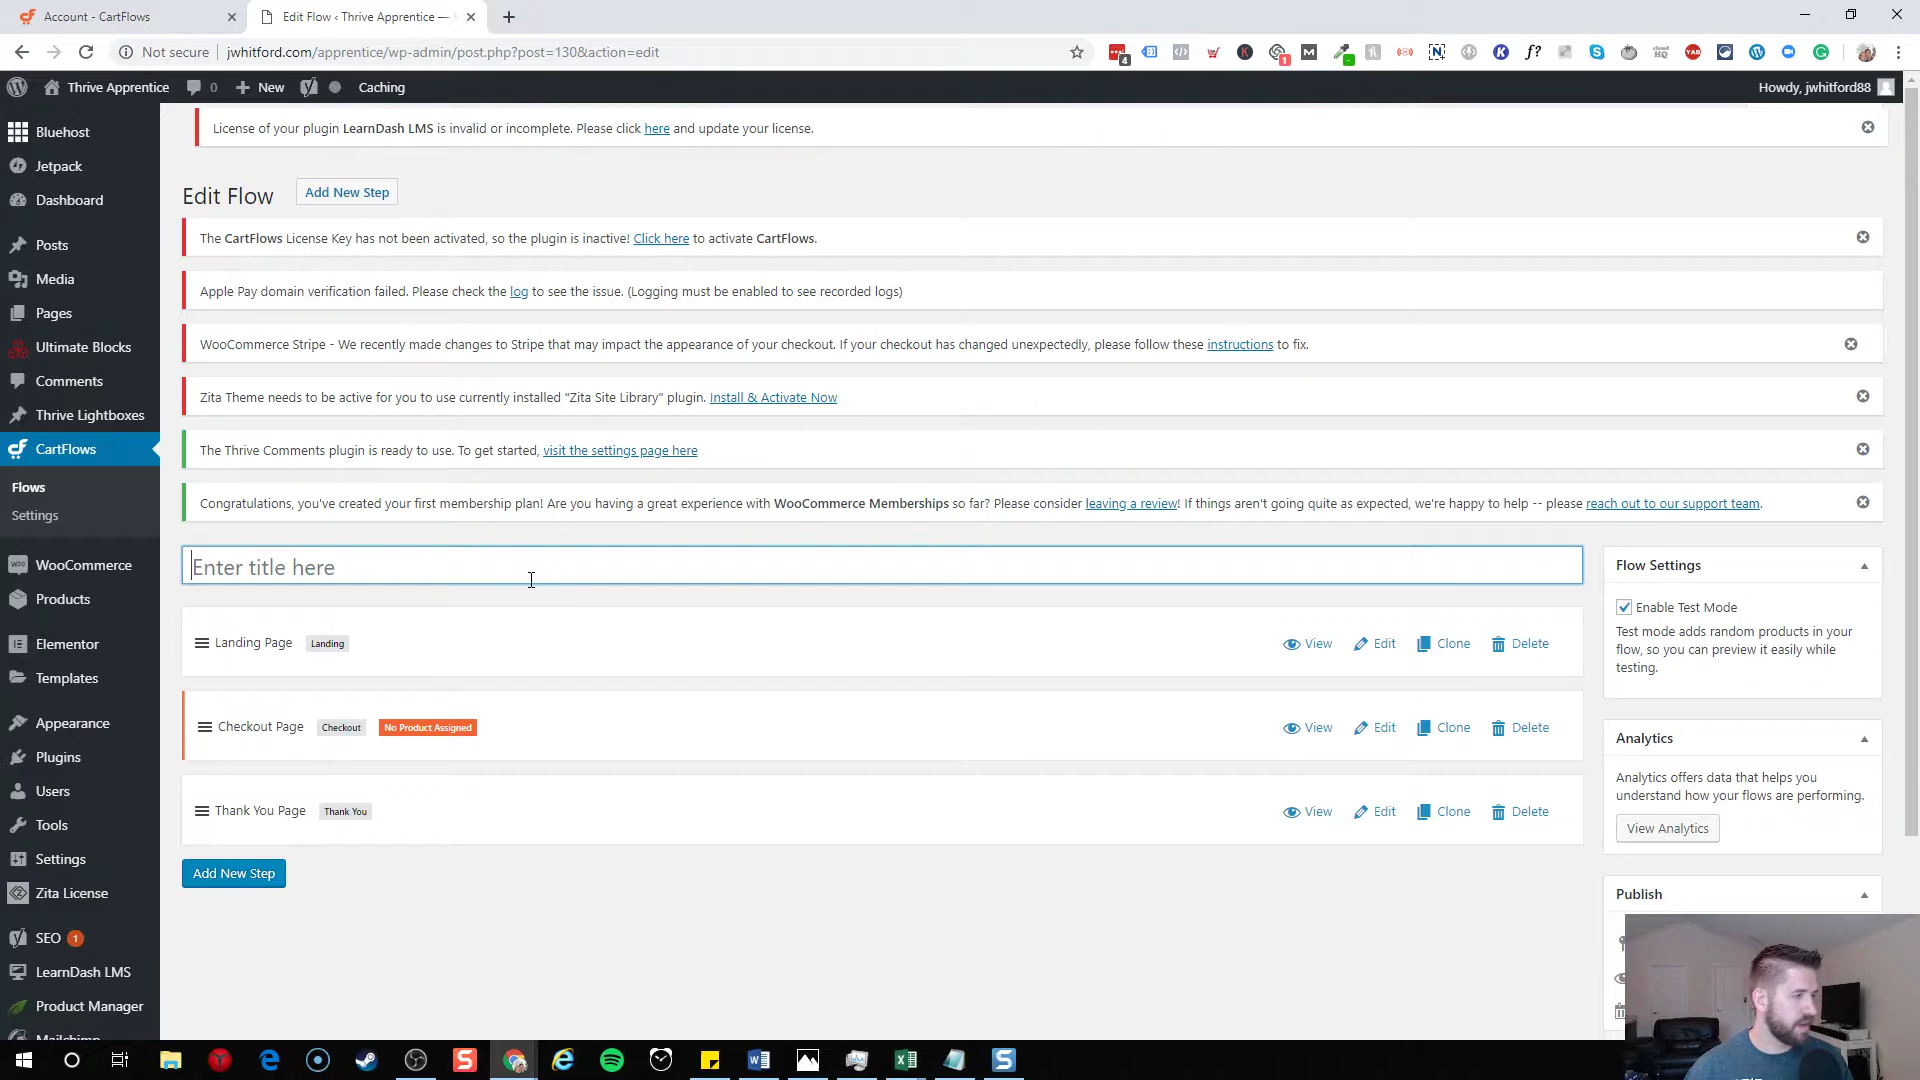 Account - CartFlows
Edit Flow ‹ Thrive Apprentice —
Not secure
jwhitford.com/apprentice/wp-admin/post.php?post=130&action=edit
Thrive Apprentice
0
New
Caching
Howdy, jwhitford88
Bluehost
Jetpack
Dashboard
Posts
Media
Pages
Ultimate Blocks
Comments
Thrive Lightboxes
CartFlows
Flows
Settings
WooCommerce
Products
Elementor
Templates
Appearance
Plugins
Users
Tools
Settings
Zita License
SEO 1
LearnDash LMS
Product Manager
Mailchimp
License of your plugin LearnDash LMS is invalid or incomplete. Please click here and update your license.
Edit Flow
Add New Step
The CartFlows License Key has not been activated, so the plugin is inactive! Click here to activate CartFlows.
Apple Pay domain verification failed. Please check the log to see the issue. (Logging must be enabled to see recorded logs)
WooCommerce Stripe - We recently made changes to Stripe that may impact the appearance of your checkout. If your checkout has changed unexpectedly, please follow these instructions to fix.
Zita Theme needs to be active for you to use currently installed "Zita Site Library" plugin. Install & Activate Now
The Thrive Comments plugin is ready to use. To get started, visit the settings page here
Congratulations, you've created your first membership plan! Are you having a great experience with WooCommerce Memberships so far? Please consider leaving a review! If things aren't going quite as expected, we're happy to help -- please reach out to our support team.
Enter title here
Landing Page Landing View Edit Clone Delete
Checkout Page Checkout No Product Assigned View Edit Clone Delete
Thank You Page Thank You View Edit Clone Delete
Add New Step
Flow Settings
Enable Test Mode
Test mode adds random products in your
flow, so you can preview it easily while
testing.
Analytics
Analytics offers data that helps you
understand how your flows are performing.
View Analytics
Publish